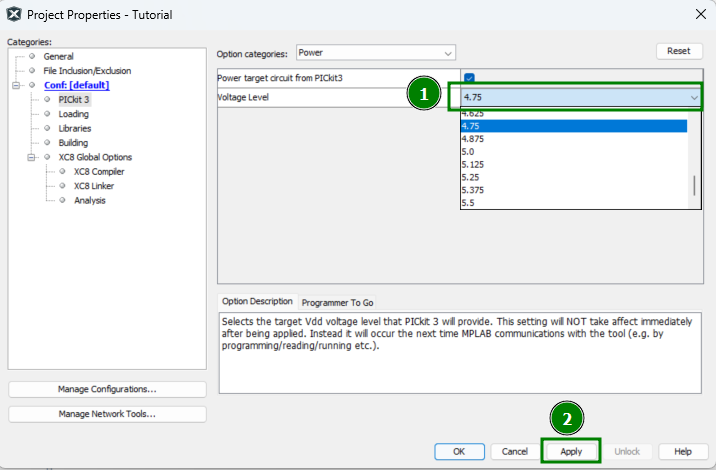 Project Properties - Tutorial
Categories:
General
File Inclusion/Exclusion
Conf: [default]
PICkit 3
Loading
Libraries
Building
XC8 Global Options
XC8 Compiler
XC8 Linker
Analysis
Manage Configurations...
Manage Network Tools...
Option categories: Power
Reset
Power target circuit from PICkit3
Voltage Level
1
4.75
4.625
4.75
4.875
5.0
5.125
5.25
5.375
5.5
Option Description
Programmer To Go
Selects the target Vdd voltage level that PICkit 3 will provide. This setting will NOT take affect immediately
after being applied. Instead it will occur the next time MPLAB communications with the tool (e.g. by
programming/reading/running etc.).
2
OK
Cancel
Apply
Unlock
Help